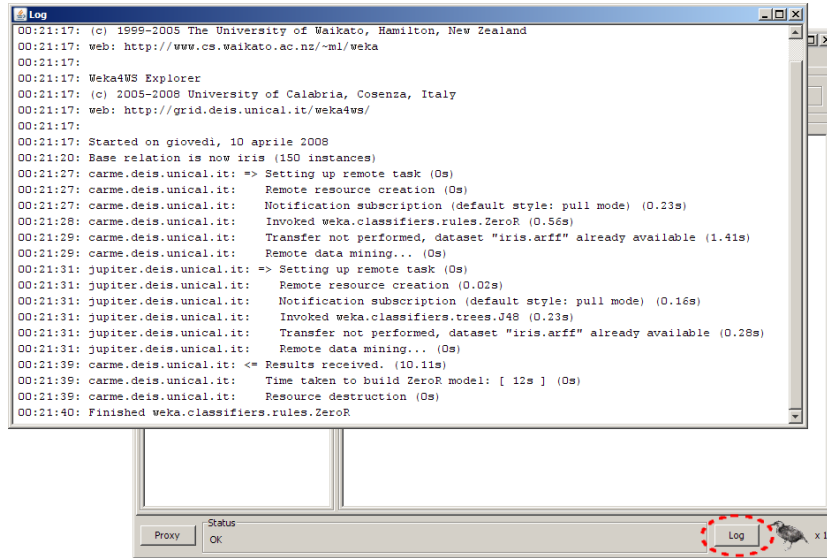 Log
00:21:17: (c) 1999-2005 The University of Waikato, Hamilton, New Zealand
00:21:17: web: http://www.cs.waikato.ac.nz/~ml/weka
00:21:17:
00:21:17: Weka4WS Explorer
00:21:17: (c) 2005-2008 University of Calabria, Cosenza, Italy
00:21:17: web: http://grid.deis.unical.it/weka4ws/
00:21:17:
00:21:17: Started on giovedì, 10 aprile 2008
00:21:20: Base relation is now iris (150 instances)
00:21:27: carme.deis.unical.it: => Setting up remote task (0s)
00:21:27: carme.deis.unical.it: Remote resource creation (0s)
00:21:27: carme.deis.unical.it: Notification subscription (default style: pull mode) (0.23s)
00:21:28: carme.deis.unical.it: Invoked weka.classifiers.rules.ZeroR (0.56s)
00:21:29: carme.deis.unical.it: Transfer not performed, dataset "iris.arff" already available (1.41s)
00:21:29: carme.deis.unical.it: Remote data mining... (0s)
00:21:31: jupiter.deis.unical.it: => Setting up remote task (0s)
00:21:31: jupiter.deis.unical.it: Remote resource creation (0.02s)
00:21:31: jupiter.deis.unical.it: Notification subscription (default style: pull mode) (0.16s)
00:21:31: jupiter.deis.unical.it: Invoked weka.classifiers.trees.J48 (0.23s)
00:21:31: jupiter.deis.unical.it: Transfer not performed, dataset "iris.arff" already available (0.28s)
00:21:31: jupiter.deis.unical.it: Remote data mining... (0s)
00:21:39: carme.deis.unical.it: <= Results received. (10.11s)
00:21:39: carme.deis.unical.it: Time taken to build ZeroR model: [ 12s ] (0s)
00:21:39: carme.deis.unical.it: Resource destruction (0s)
00:21:40: Finished weka.classifiers.rules.ZeroR
Status
Proxy OK Log x 1